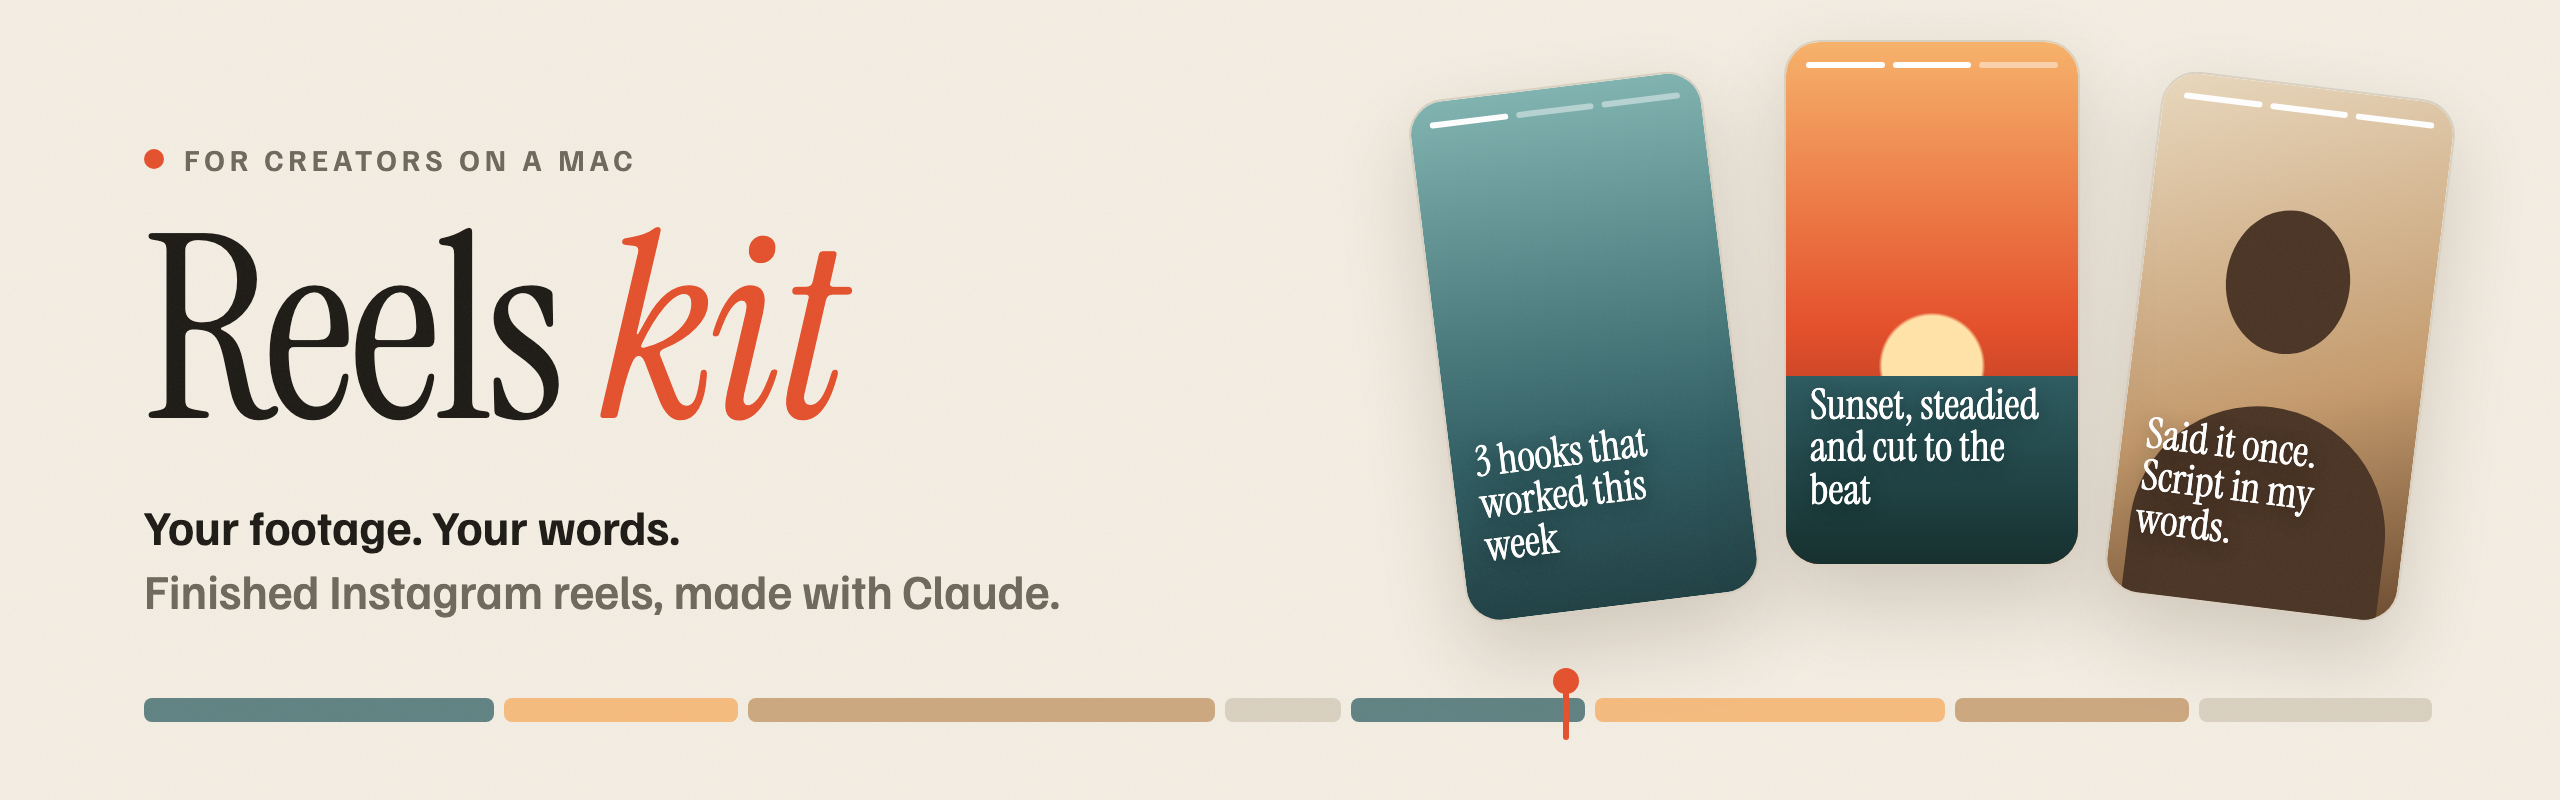 FOR CREATORS ON A MAC
Reels kit
Your footage. Your words.
Finished Instagram reels, made with Claude.
3 hooks that
worked this
week
Sunset, steadied
and cut to the
beat
Said it once.
Script in my
words.